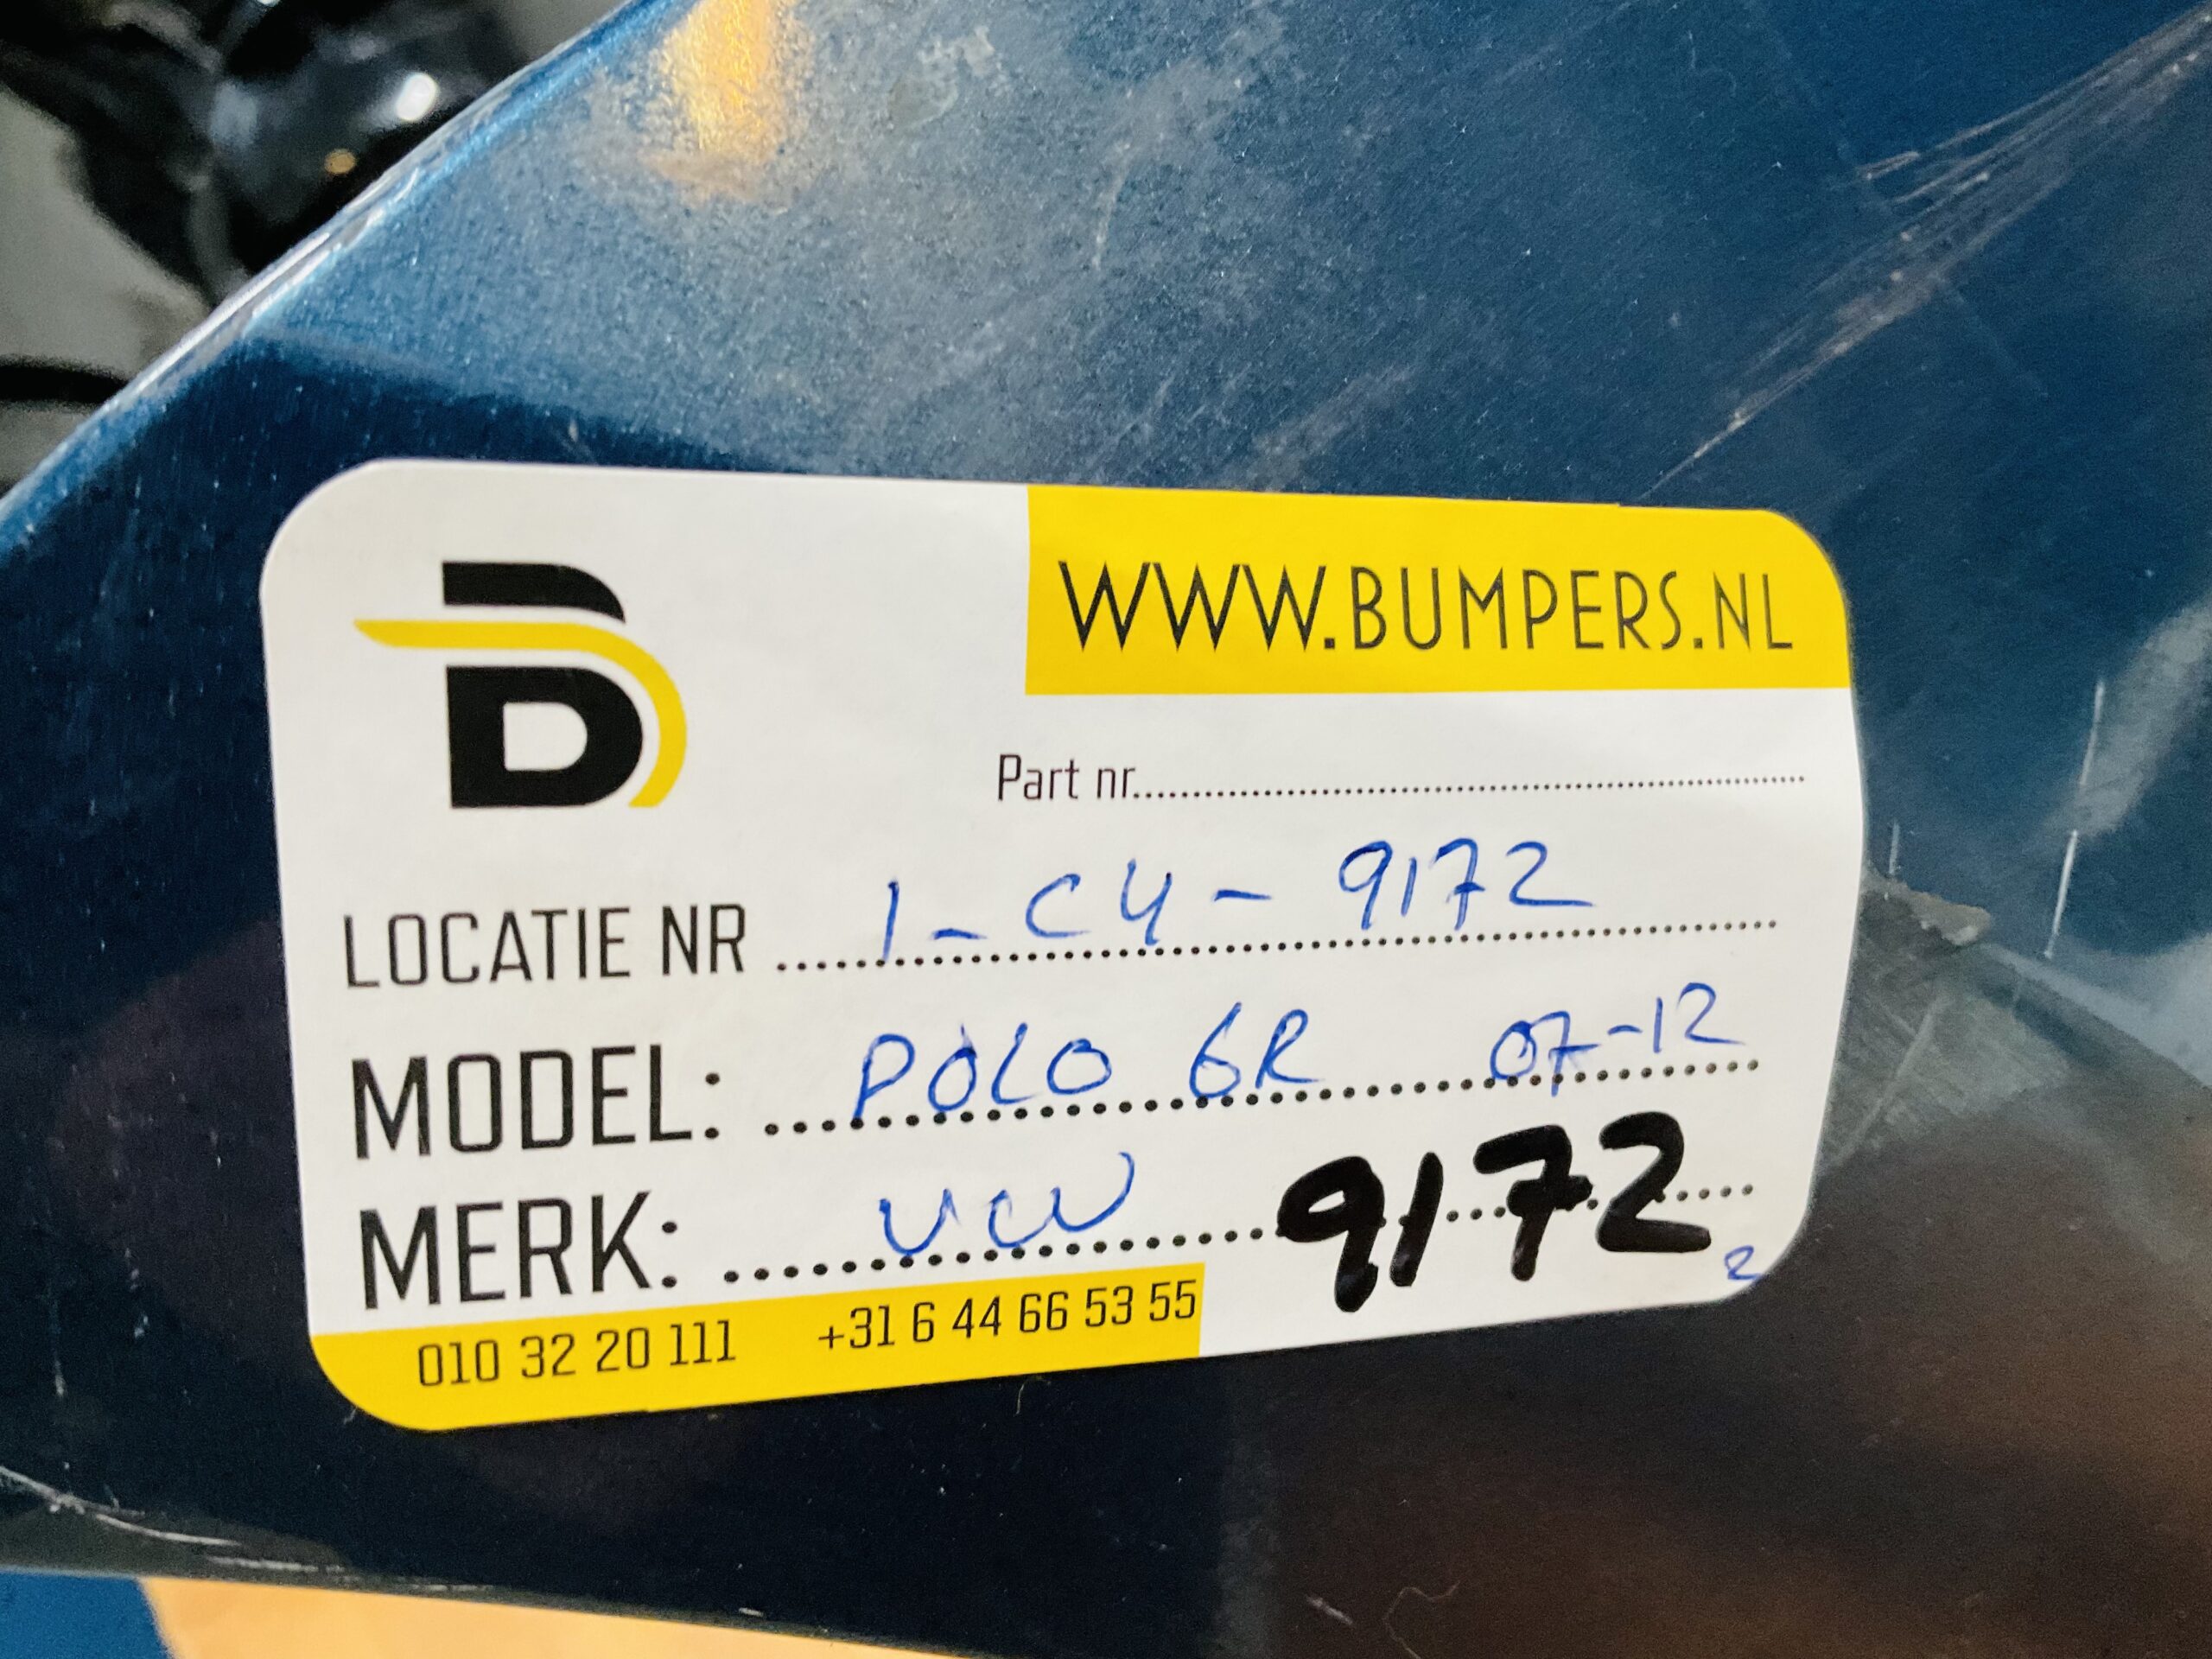 B
WWW.BUMPERS.NL
Part nr..........
LOCATIE NR 1-C4-9172
MODEL: POLO 6R 07-12
MERK: VW 9172
2
010 32 20 111 +31 6 44 66 53 55